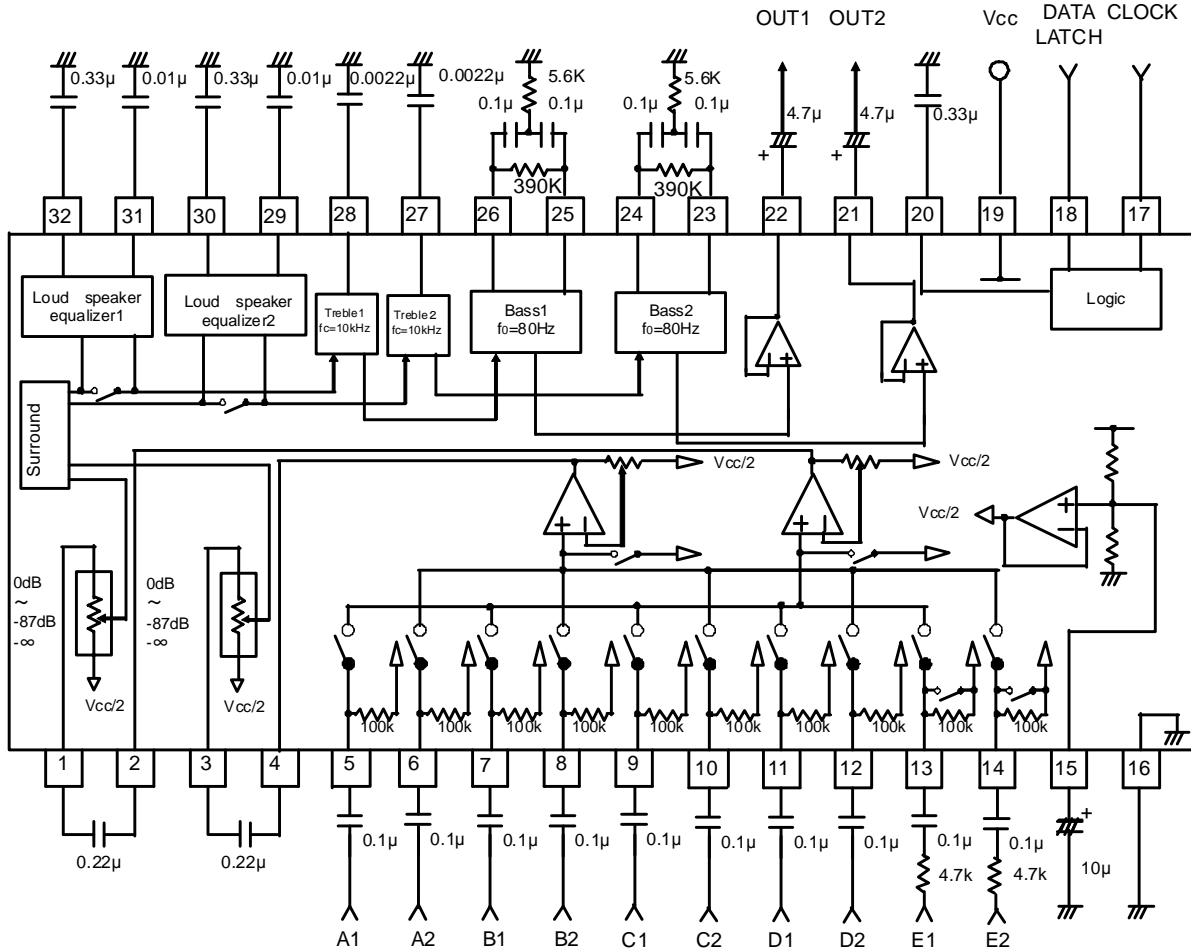 OUT1 OUT2 Vcc DATA CLOCK
LATCH
0.33µ 0.01µ 0.33µ 0.01µ 0.0022µ 0.0022µ 5.6K 5.6K
0.1µ 0.1µ 0.1µ 0.1µ 4.7µ 4.7µ 0.33µ
+ +
390K 390K
32 31 30 29 28 27 26 25 24 23 22 21 20 19 18 17
Loud speaker
equalizer1
Loud speaker
equalizer2
Treble1
fc=10kHz
Treble2
fc=10kHz
Bass1
f0=80Hz
Bass2
f0=80Hz
Logic
Surround
Vcc/2 Vcc/2
Vcc/2
0dB
~
-87dB
-∞
0dB
~
-87dB
-∞
Vcc/2 Vcc/2
100k 100k 100k 100k 100k 100k 100k 100k 100k 100k
1 2 3 4 5 6 7 8 9 10 11 12 13 14 15 16
0.22µ 0.22µ
0.1µ 0.1µ 0.1µ 0.1µ 0.1µ 0.1µ 0.1µ 0.1µ 0.1µ 0.1µ +
4.7k 4.7k 10µ
A1 A2 B1 B2 C1 C2 D1 D2 E1 E2